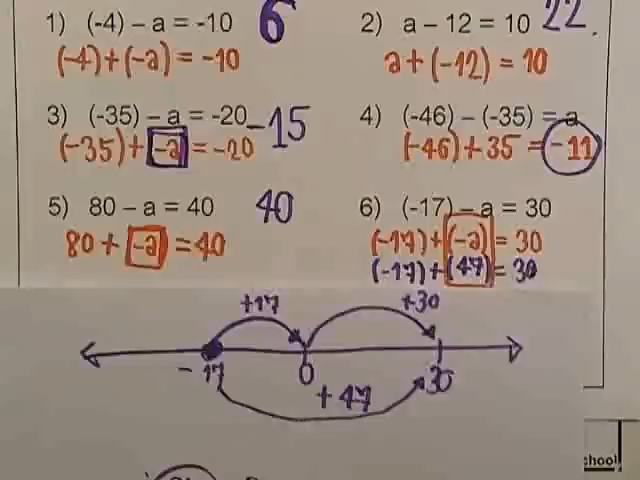 1) (-4) – a = -10 6
(-4)+(-a) = -10
2) a – 12 = 10 22.
a + (-12) = 10
3) (-35) – a = -20 -15
(-35)+ -a = -20
4) (-46) – (-35) = a
(-46)+35 = -11
5) 80 – a = 40 40
80 + -a = 40
6) (-17) – a = 30
(-17)+(-a) = 30
(-17)+(47) = 30
+17 +30
-17 0 30
+47
chool